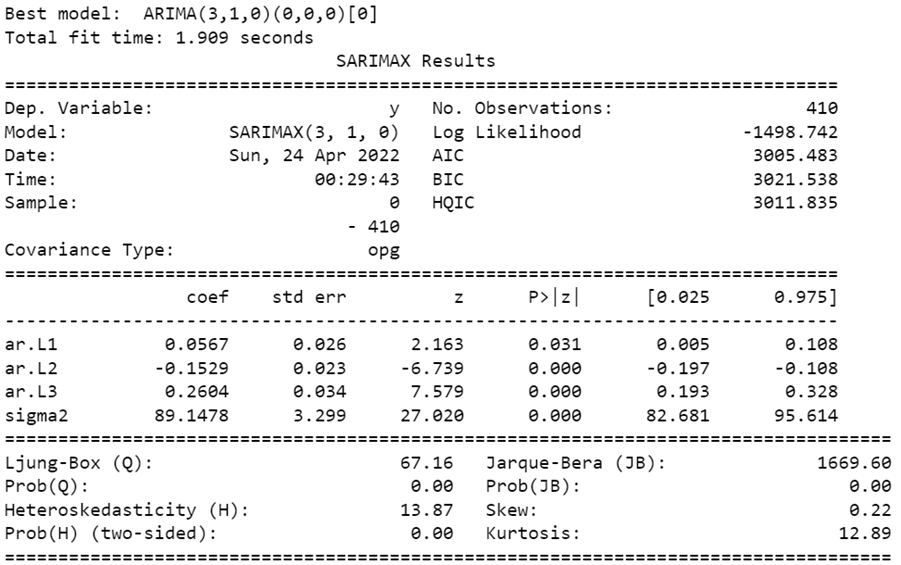 Best model:  ARIMA(3,1,0)(0,0,0)[0]
Total fit time: 1.909 seconds
                               SARIMAX Results
==============================================================================
Dep. Variable:                      y   No. Observations:                  410
Model:               SARIMAX(3, 1, 0)   Log Likelihood               -1498.742
Date:                Sun, 24 Apr 2022   AIC                           3005.483
Time:                        00:29:43   BIC                           3021.538
Sample:                             0   HQIC                          3011.835
                                - 410
Covariance Type:                  opg
==============================================================================
                 coef    std err          z      P>|z|      [0.025      0.975]
------------------------------------------------------------------------------
ar.L1          0.0567      0.026      2.163      0.031       0.005       0.108
ar.L2         -0.1529      0.023     -6.739      0.000      -0.197      -0.108
ar.L3          0.2604      0.034      7.579      0.000       0.193       0.328
sigma2        89.1478      3.299     27.020      0.000      82.681      95.614
===================================================================================
Ljung-Box (Q):                       67.16   Jarque-Bera (JB):              1669.60
Prob(Q):                              0.00   Prob(JB):                         0.00
Heteroskedasticity (H):              13.87   Skew:                             0.22
Prob(H) (two-sided):                  0.00   Kurtosis:                        12.89
===================================================================================